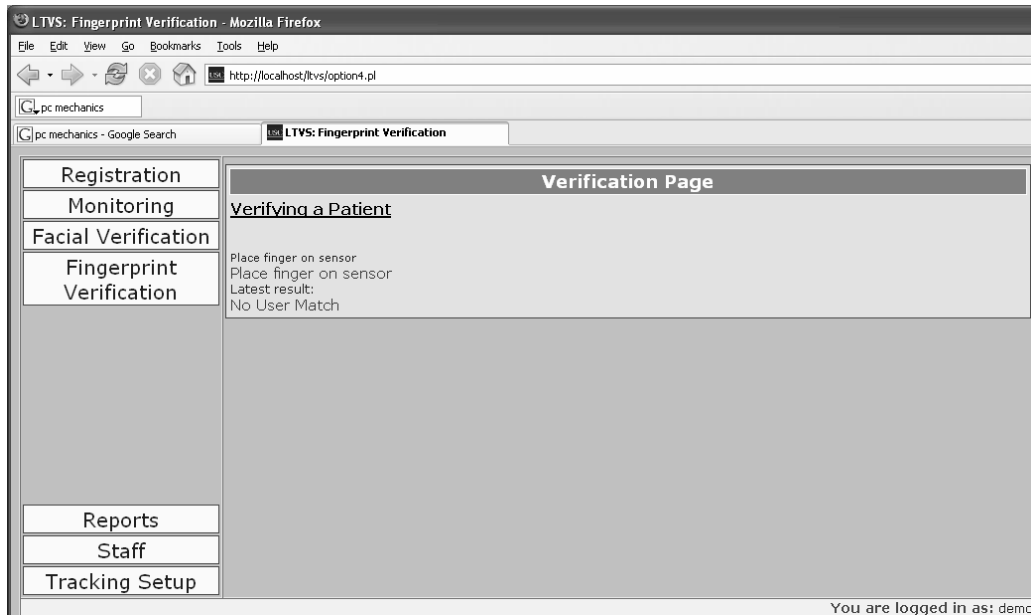 LTVS: Fingerprint Verification - Mozilla Firefox
File Edit View Go Bookmarks Tools Help
USL http://localhost/ltvs/option4.pl
G pc mechanics
G pc mechanics - Google Search USL LTVS: Fingerprint Verification
Registration
Monitoring
Facial Verification
Fingerprint
Verification
Reports
Staff
Tracking Setup
Verification Page
Verifying a Patient
Place finger on sensor
Place finger on sensor
Latest result:
No User Match
You are logged in as: demo